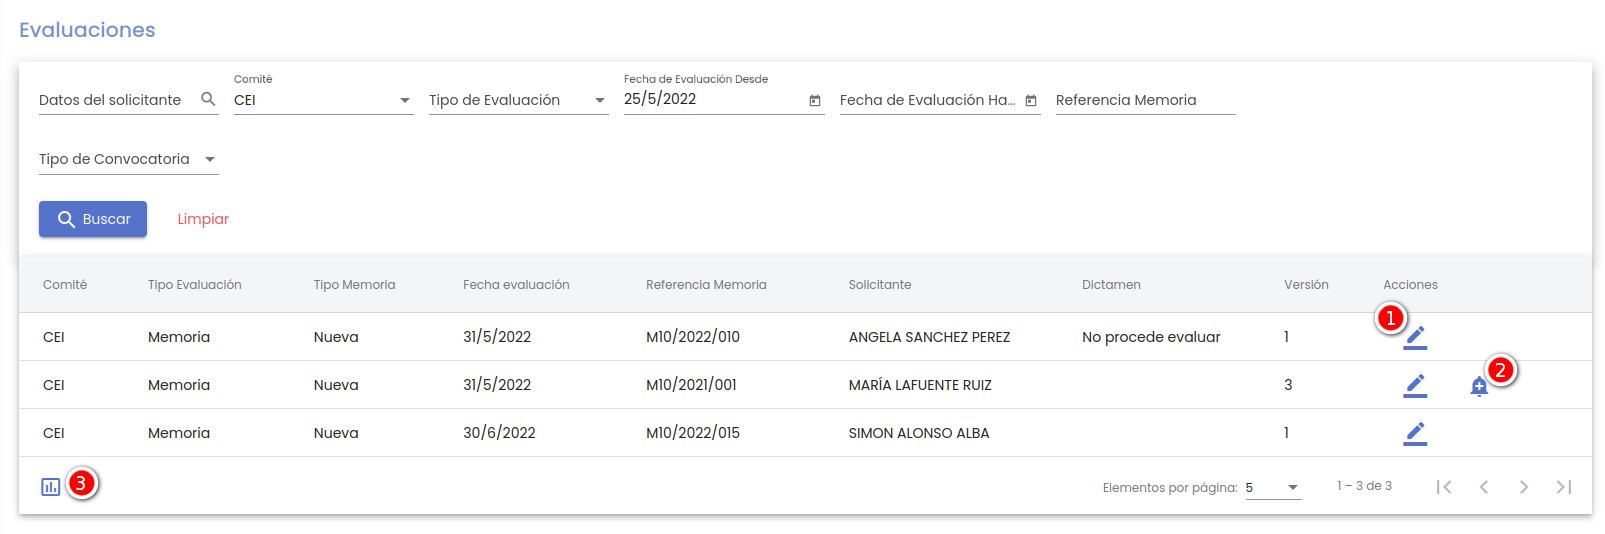 Evaluaciones
Datos del solicitante
Comité
CEI
Tipo de Evaluación
Fecha de Evaluación Desde
25/5/2022
Fecha de Evaluación Ha...
Referencia Memoria
Tipo de Convocatoria
Buscar Limpiar
Comité Tipo Evaluación Tipo Memoria Fecha evaluación Referencia Memoria Solicitante Dictamen Versión Acciones
1
CEI Memoria Nueva 31/5/2022 M10/2022/010 ANGELA SANCHEZ PEREZ No procede evaluar 1
2
CEI Memoria Nueva 31/5/2022 M10/2021/001 MARÍA LAFUENTE RUIZ 3
CEI Memoria Nueva 30/6/2022 M10/2022/015 SIMON ALONSO ALBA 1
3
Elementos por página: 5 1 – 3 de 3